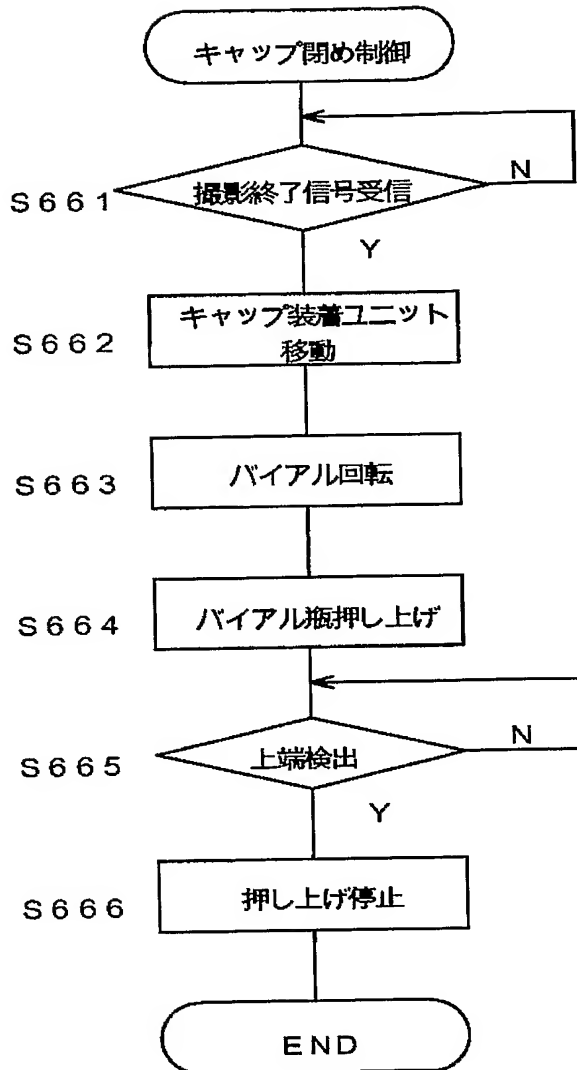 キャップ閉め制御
S661
撮影終了信号受信
N
Y
S662
キャップ装着ユニット
移動
S663
バイアル回転
S664
バイアル瓶押し上げ
S665
上端検出
N
Y
S666
押し上げ停止
END